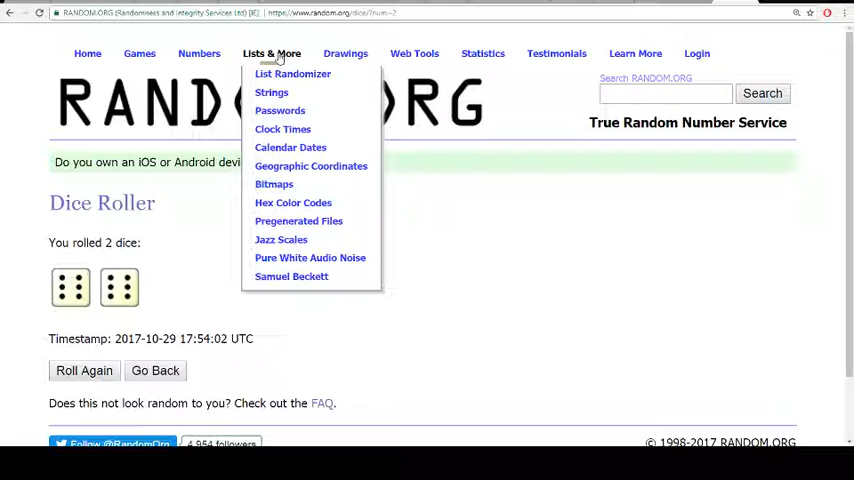 RANDOM.ORG (Randomness and Integrity Services Ltd) [IE] https://www.random.org/dice/?num=2
Home Games Numbers Lists & More Drawings Web Tools Statistics Testimonials Learn More Login
List Randomizer
Strings
Passwords
Clock Times
Calendar Dates
Geographic Coordinates
Bitmaps
Hex Color Codes
Pregenerated Files
Jazz Scales
Pure White Audio Noise
Samuel Beckett
Search RANDOM.ORG
Search
True Random Number Service
Do you own an iOS or Android devi
Dice Roller
You rolled 2 dice:
Timestamp: 2017-10-29 17:54:02 UTC
Roll Again Go Back
Does this not look random to you? Check out the FAQ.
Follow @RandomOrg 4,954 followers
© 1998-2017 RANDOM.ORG